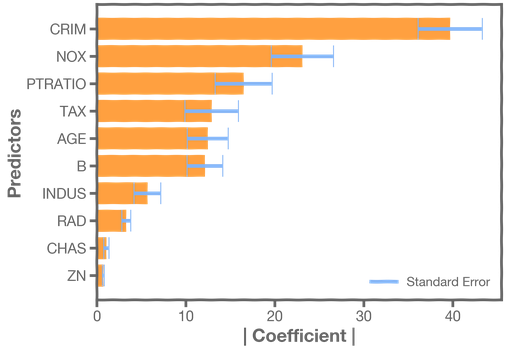 CRIM
NOX
PTRATIO
TAX
AGE
B
INDUS
RAD
CHAS
ZN
Predictors
Standard Error
0 10 20 30 40
| Coefficient |